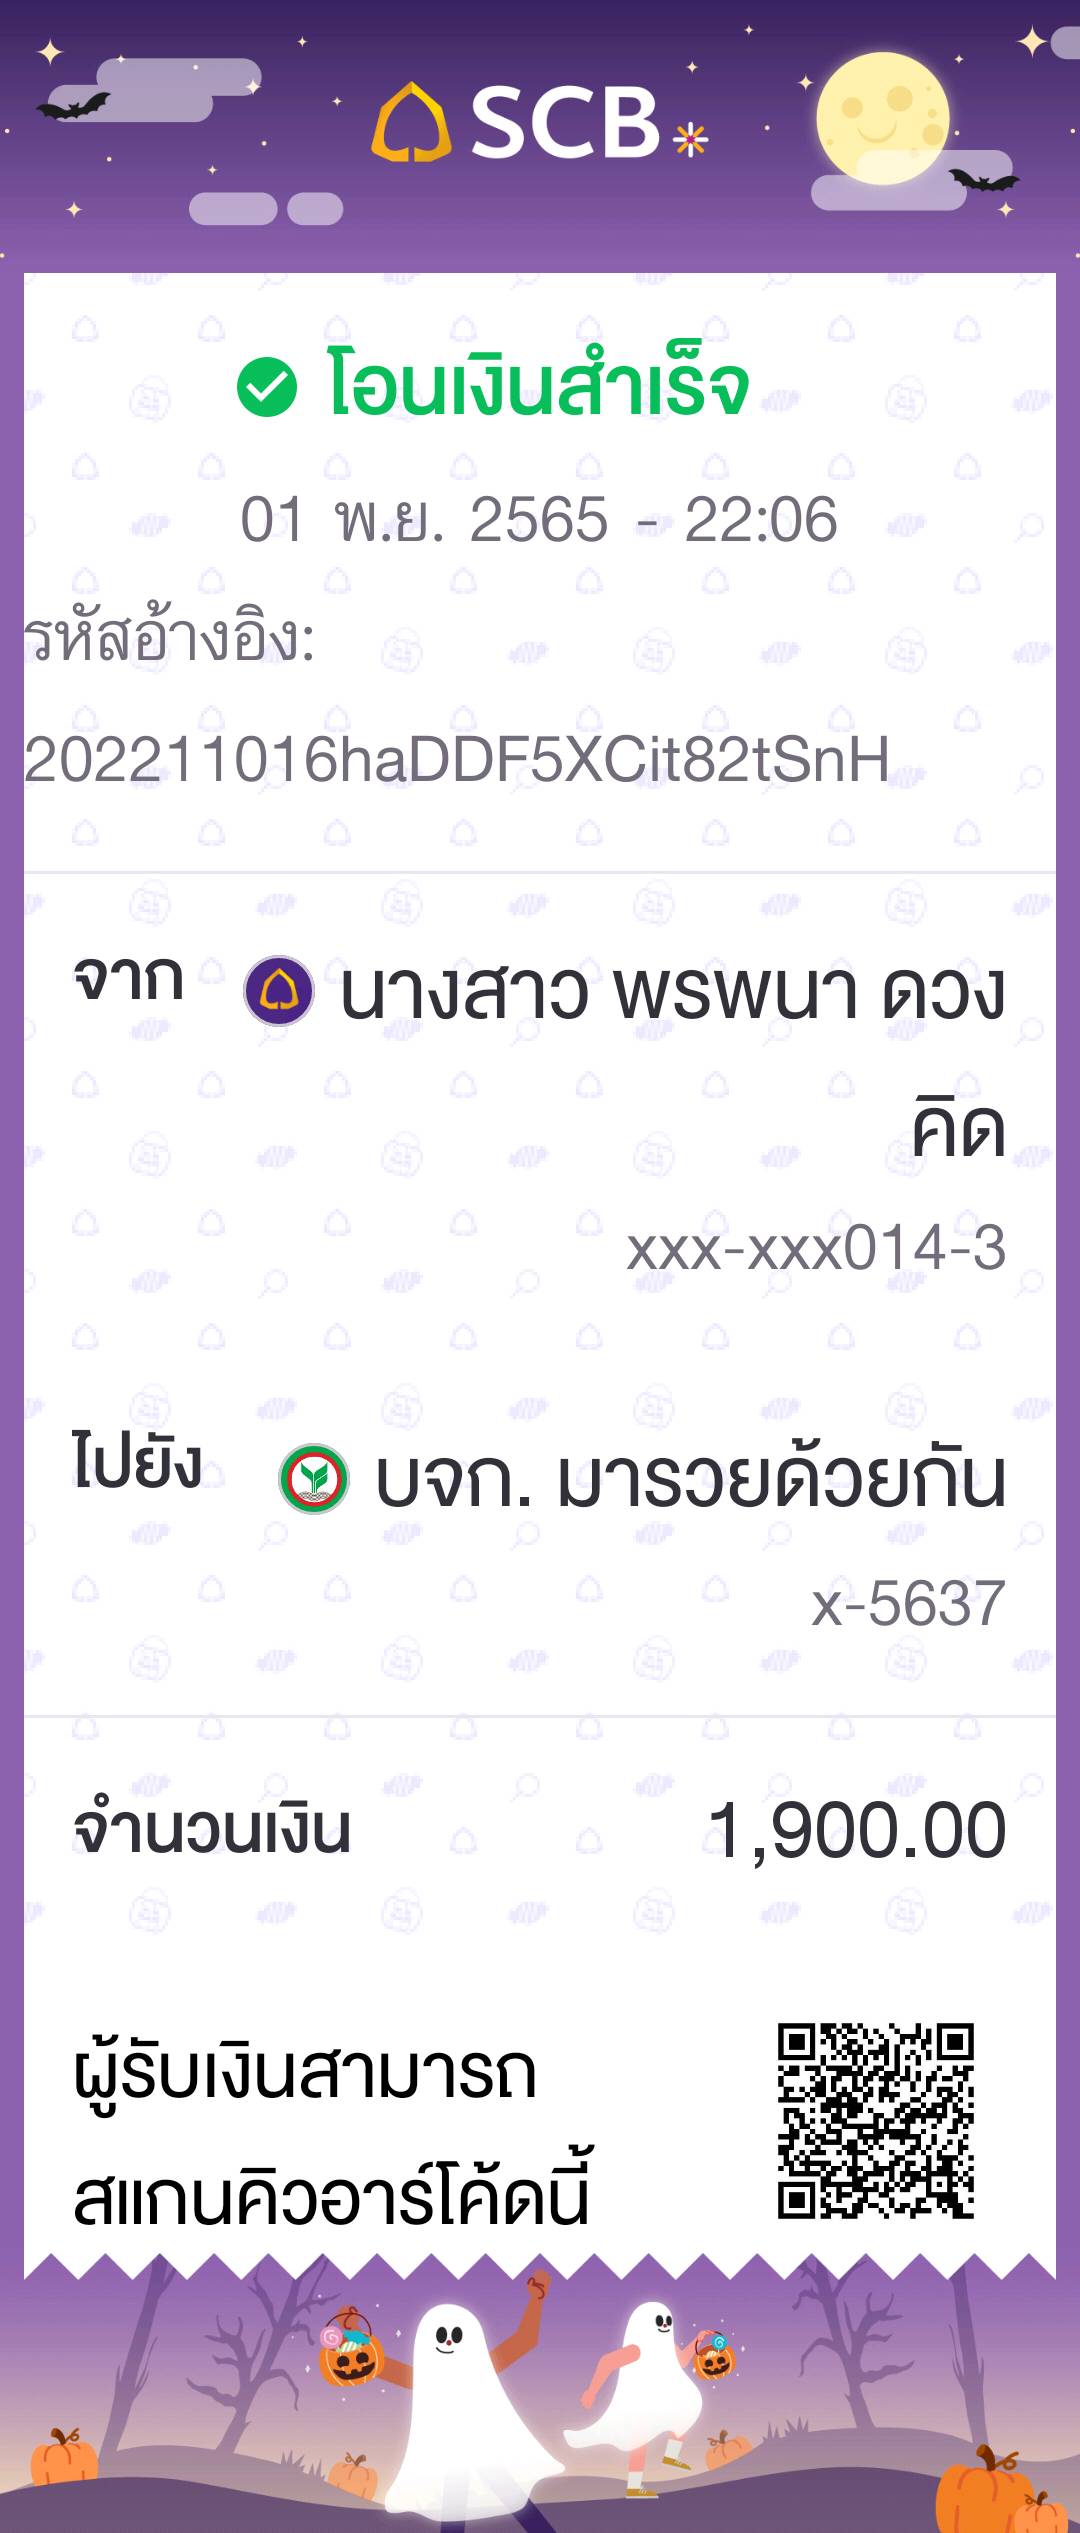 SCB
โอนเงินสำเร็จ
01 พ.ย. 2565 - 22:06
รหัสอ้างอิง:
202211016haDDF5XCit82tSnH
จาก นางสาว พรพนา ดวง
คิด
xxx-xxx014-3
ไปยัง บจก. มารวยด้วยกัน
x-5637
จำนวนเงิน 1,900.00
ผู้รับเงินสามารถ
สแกนคิวอาร์โค้ดนี้